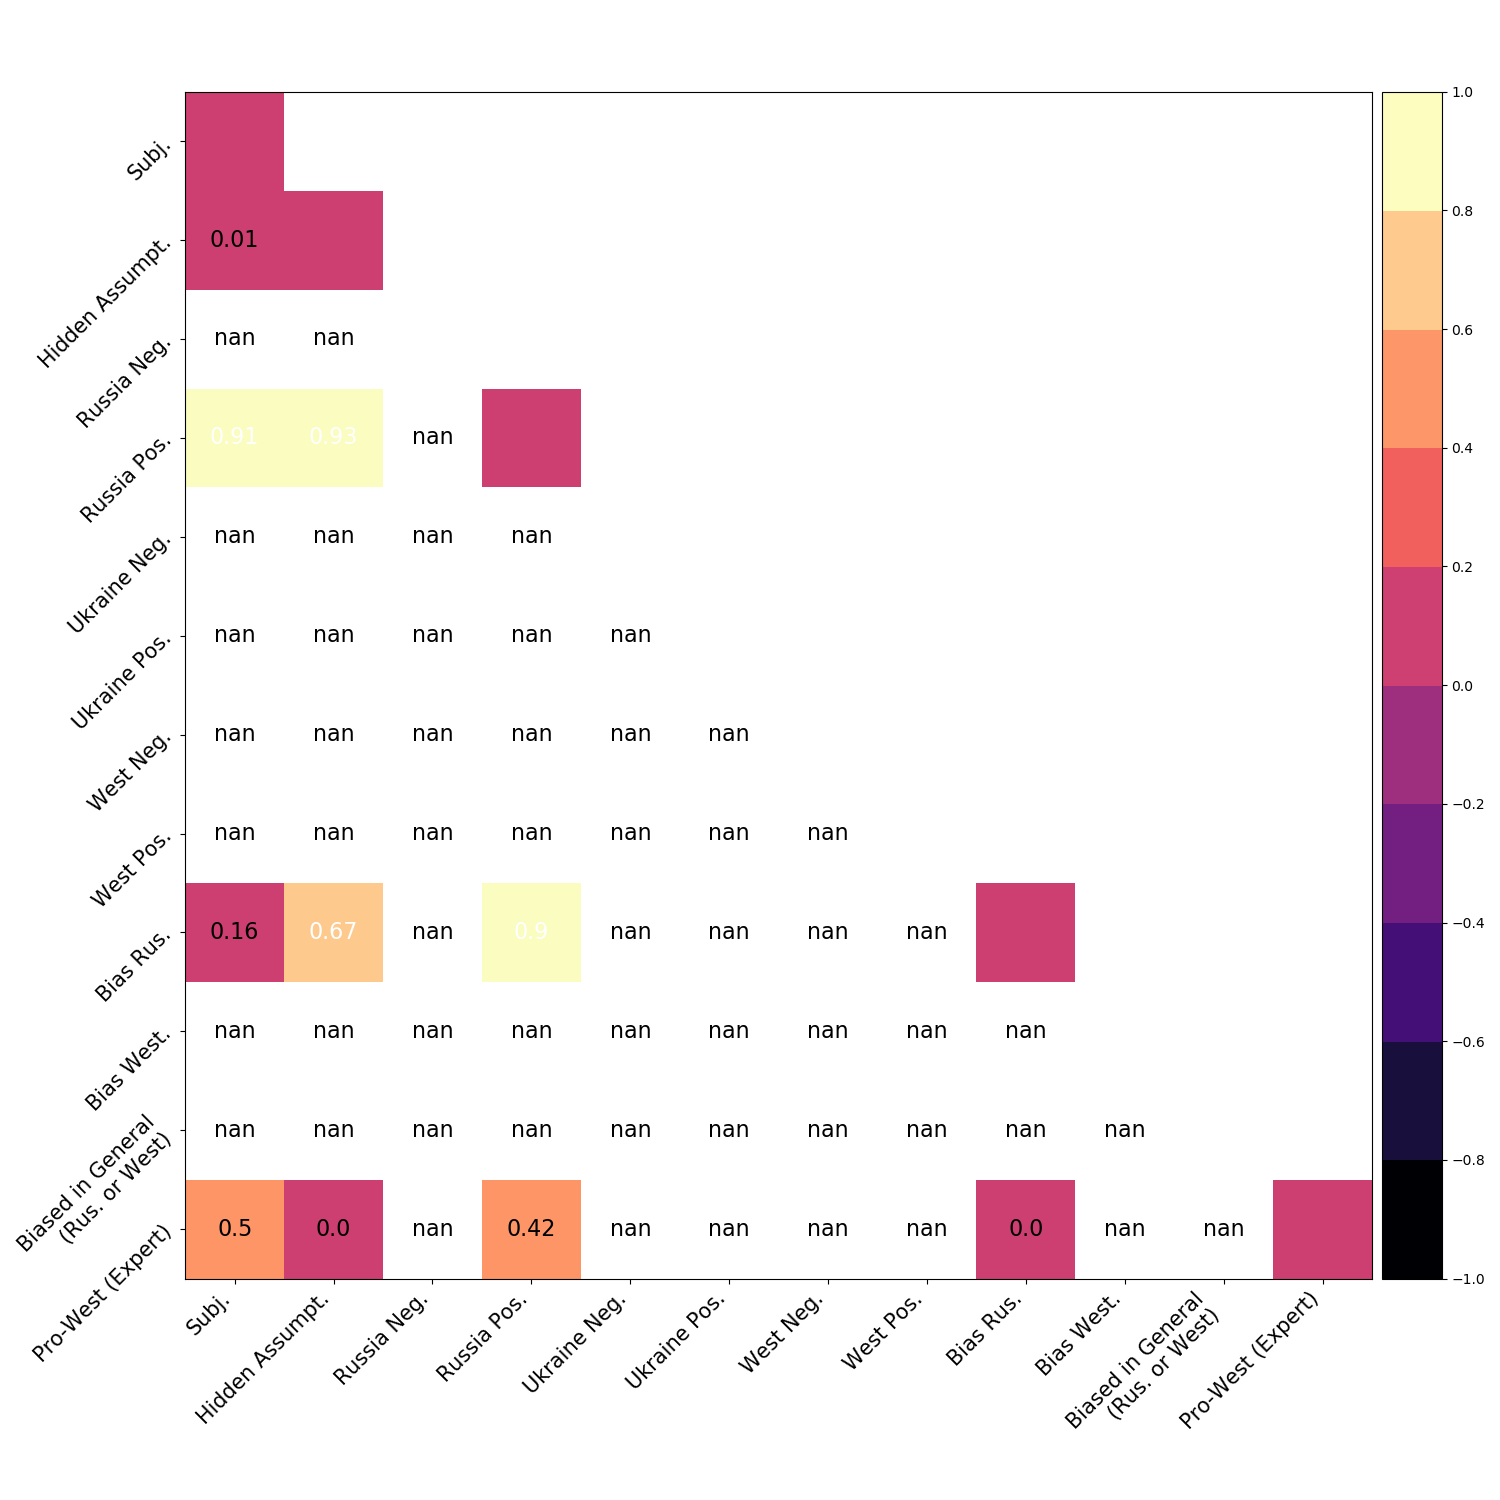 1.0
Subj.
0.8
Hidden Assumpt. 0.01
Russia Neg. nan nan
0.6
Russia Pos. 0.91 0.93 nan
0.4
Ukraine Neg. nan nan nan nan
0.2
Ukraine Pos. nan nan nan nan nan
0.0
West Neg. nan nan nan nan nan nan
−0.2
West Pos. nan nan nan nan nan nan nan
−0.4
Bias Rus. 0.16 0.67 nan 0.9 nan nan nan nan
−0.6
Bias West. nan nan nan nan nan nan nan nan nan
−0.8
Biased in General
(Rus. or West) nan nan nan nan nan nan nan nan nan nan
Pro-West (Expert) 0.5 0.0 nan 0.42 nan nan nan nan 0.0 nan nan
−1.0
Subj.
Hidden Assumpt.
Russia Neg.
Russia Pos.
Ukraine Neg.
Ukraine Pos.
West Neg.
West Pos.
Bias Rus.
Bias West.
Biased in General
(Rus. or West)
Pro-West (Expert)